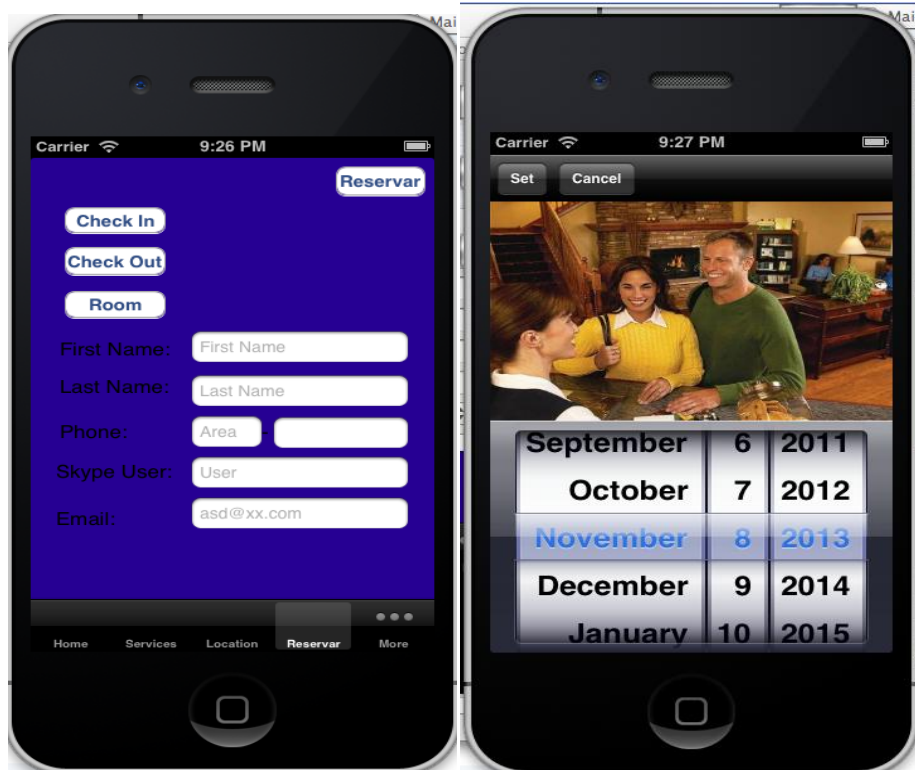 Mai
Carrier 9:26 PM
Reservar
Check In
Check Out
Room
First Name: First Name
Last Name: Last Name
Phone: Area -
Skype User: User
Email: asd@xx.com
Home Services Location Reservar More
Mai
Carrier 9:27 PM
Set Cancel
September 6 2011
October 7 2012
November 8 2013
December 9 2014
January 10 2015